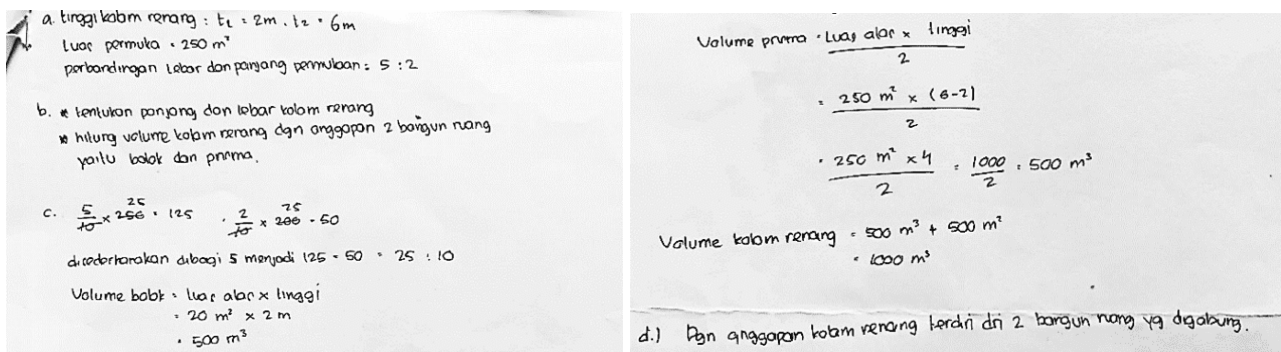 a. tinggi kolam renang : t₁ = 2m . t₂ = 6m
luas permuka = 250 m²
perbandingan lebar dan panjang permukaan : 5 : 2
b. * tentukan panjang dan lebar kolam renang
* hitung volume kolam renang dgn anggapan 2 bangun ruang
yaitu balok dan prisma.
c. 5/10 × 250 25 = 125 . 2/10 × 200 25 = 50
disederhanakan dibagi 5 menjadi 125 - 50 = 25 : 10
Volume balok = luas alas x tinggi
= 20 m² x 2 m
= 500 m³
Volume prisma = Luas alas x tinggi / 2
= 250 m² x (6-2) / 2
= 250 m² x 4 / 2 = 1000 / 2 = 500 m³
Volume kolam renang = 500 m³ + 500 m²
= 1000 m³
d.) Dgn anggapan kolam renang terdiri dri 2 bangun ruang yg digabung.